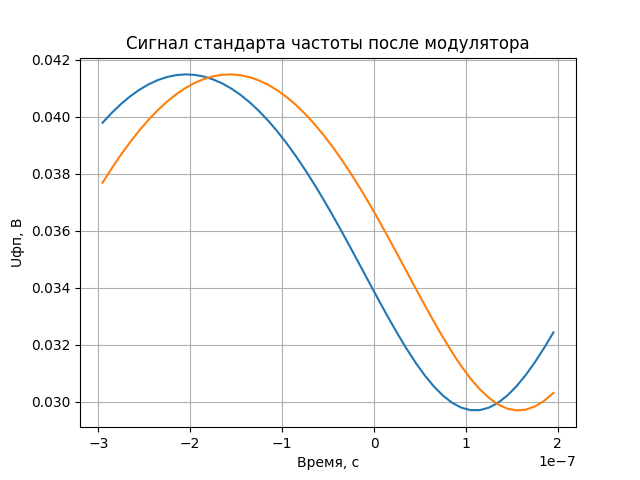 Сигнал стандарта частоты после модулятора
Uфп, В
0.042
0.040
0.038
0.036
0.034
0.032
0.030
−3 −2 −1 0 1 2
1e−7
Время, с